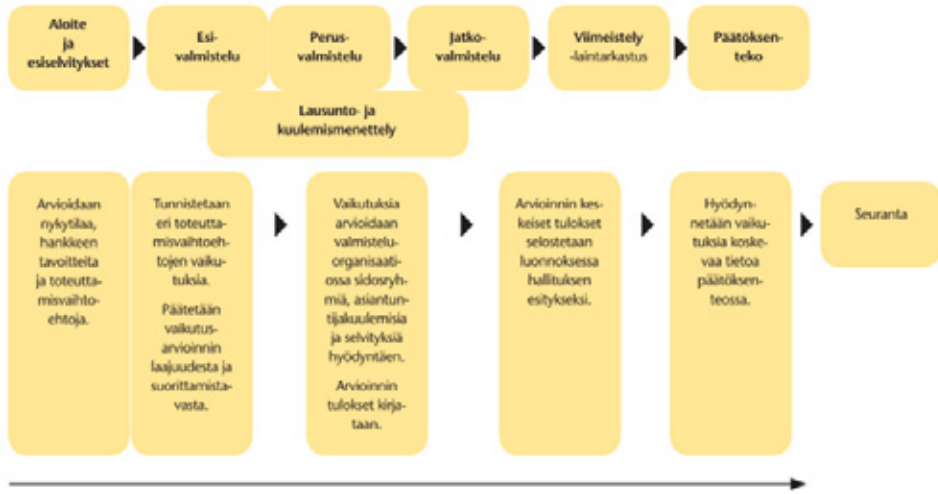 Aloite
ja
esiselvitykset
Esi-
valmistelu
Perus-
valmistelu
Jatko-
valmistelu
Viimeistely
-laintarkastus
Päätöksen-
teko
Lausunto- ja
kuulemismenettely
Arvioidaan
nykytilaa,
hankkeen
tavoitteita
ja toteutta-
misvaihto-
ehtoja.
Tunnistetaan
eri toteutta-
misvaihtoeh-
tojen vaiku-
tuksia.
Päätetään
vaikutus-
arvioinnin
laajuudesta ja
suorittamista-
vasta.
Vaikutuksia
arvioidaan
valmistelu-
organisaati-
ossa sidosryh-
miä, asiantun-
tijakuulemisia
ja selvityksiä
hyödyntäen.
Arvioinnin
tulokset kirja-
taan.
Arvioinnin kes-
keiset tulokset
selostetaan
luonnoksessa
hallituksen
esitykseksi.
Hyödyn-
netään vaiku-
tuksia koske-
vaa tietoa
päätöksen-
teossa.
Seuranta